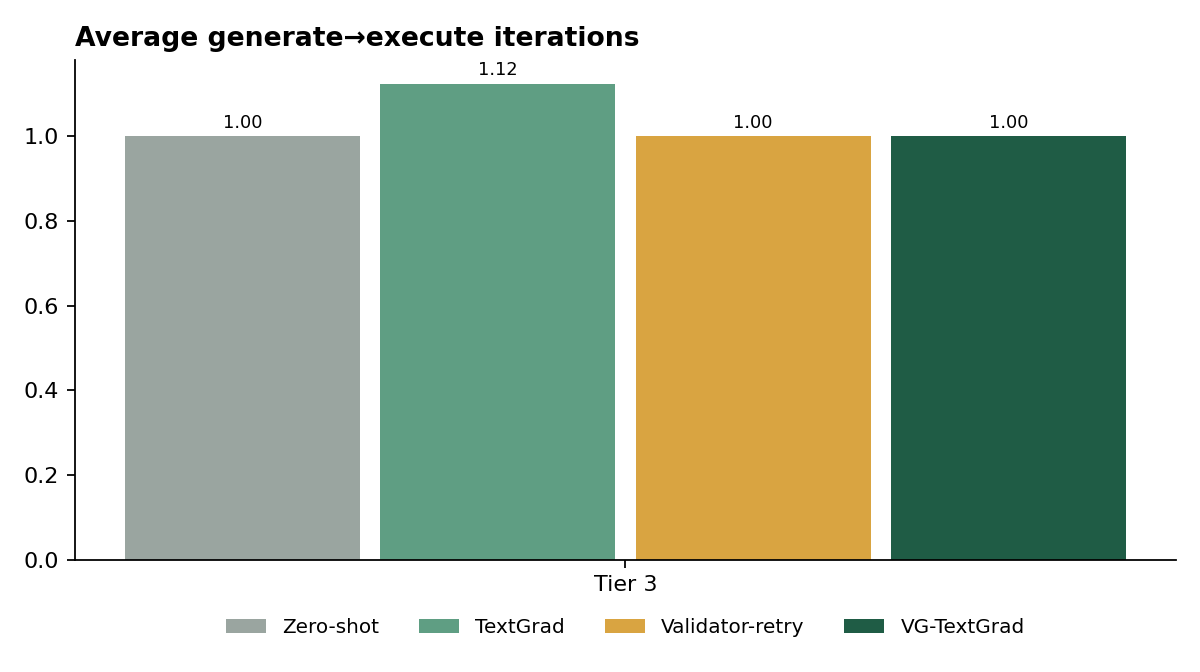 Average generate→execute iterations
1.12
1.00 1.00 1.00
1.0
0.8
0.6
0.4
0.2
0.0
Tier 3
Zero-shot TextGrad Validator-retry VG-TextGrad